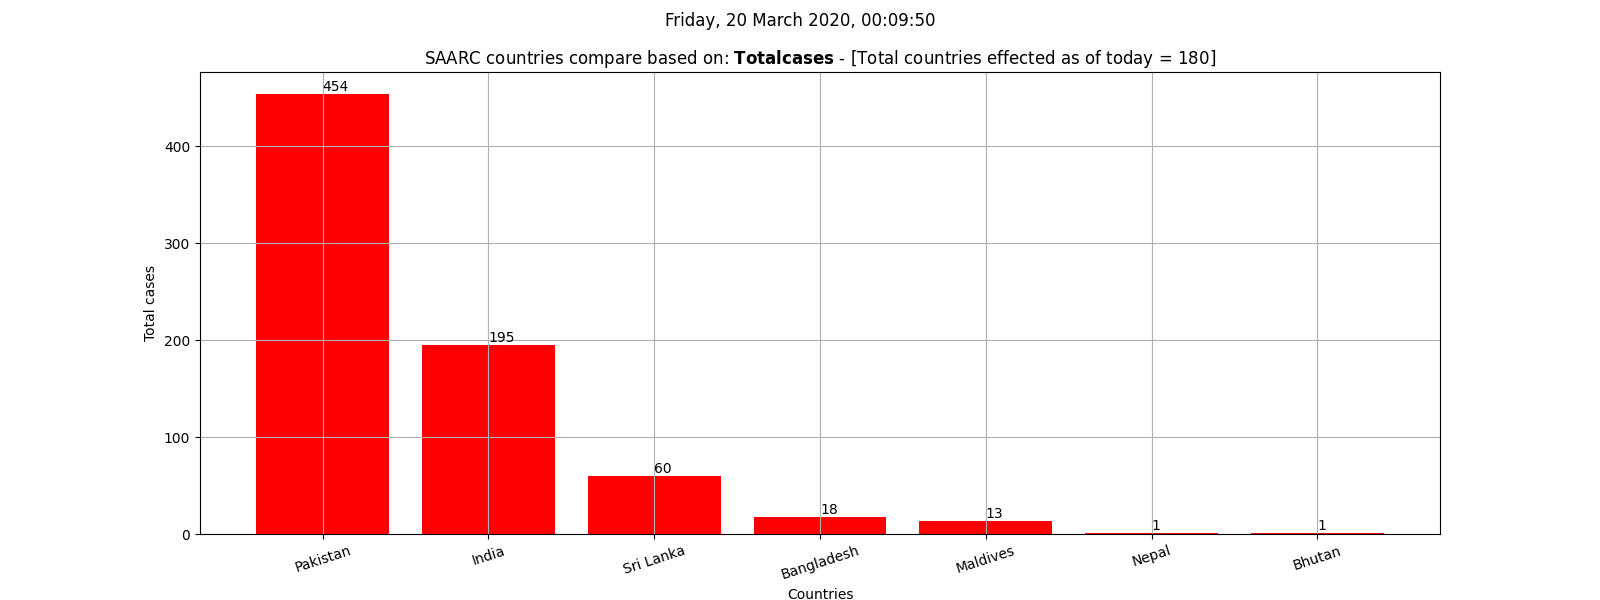 Friday, 20 March 2020, 00:09:50
SAARC countries compare based on: Totalcases - [Total countries effected as of today = 180]
Total cases
400
300
200
100
0
454
195
60
18
13
1
1
Pakistan
India
Sri Lanka
Bangladesh
Maldives
Nepal
Bhutan
Countries